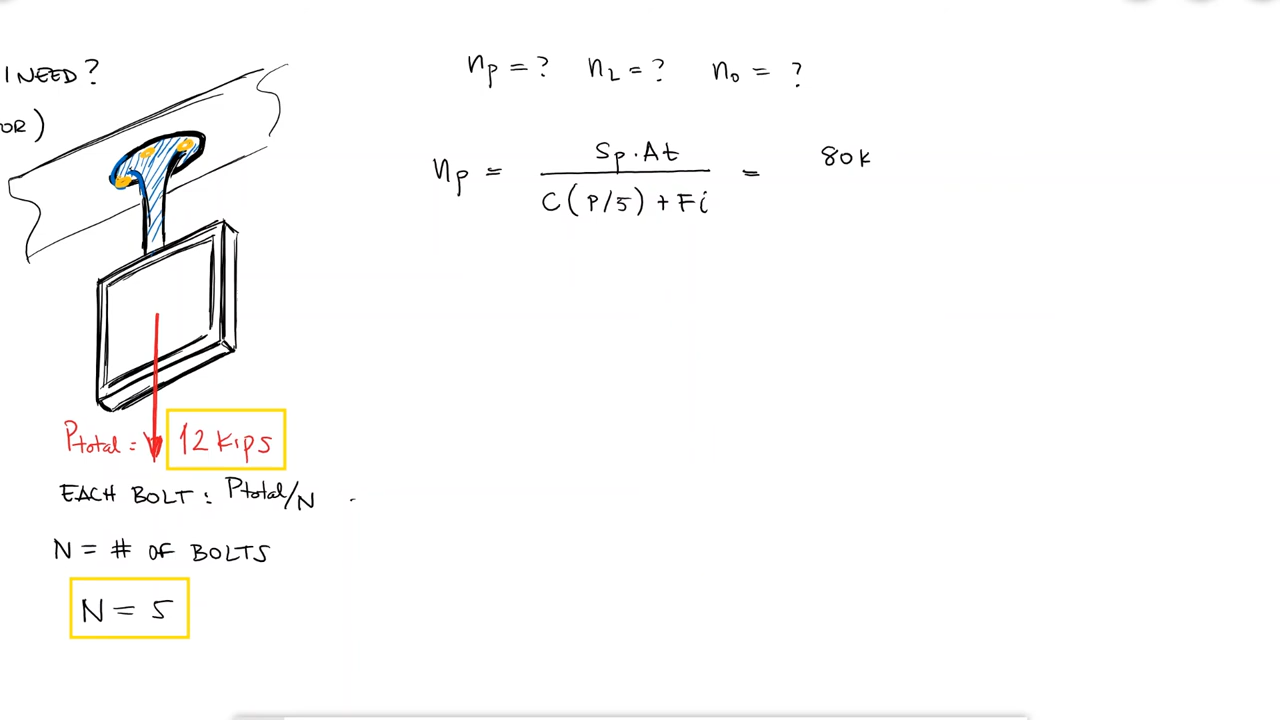 I NEED?
OR)
Ptotal = 12 Kips
EACH BOLT: Ptotal/N
N = # OF BOLTS
N = 5
np = ? nL = ? no = ?
np = Sp·At / C(P/5) + Fi = 80K